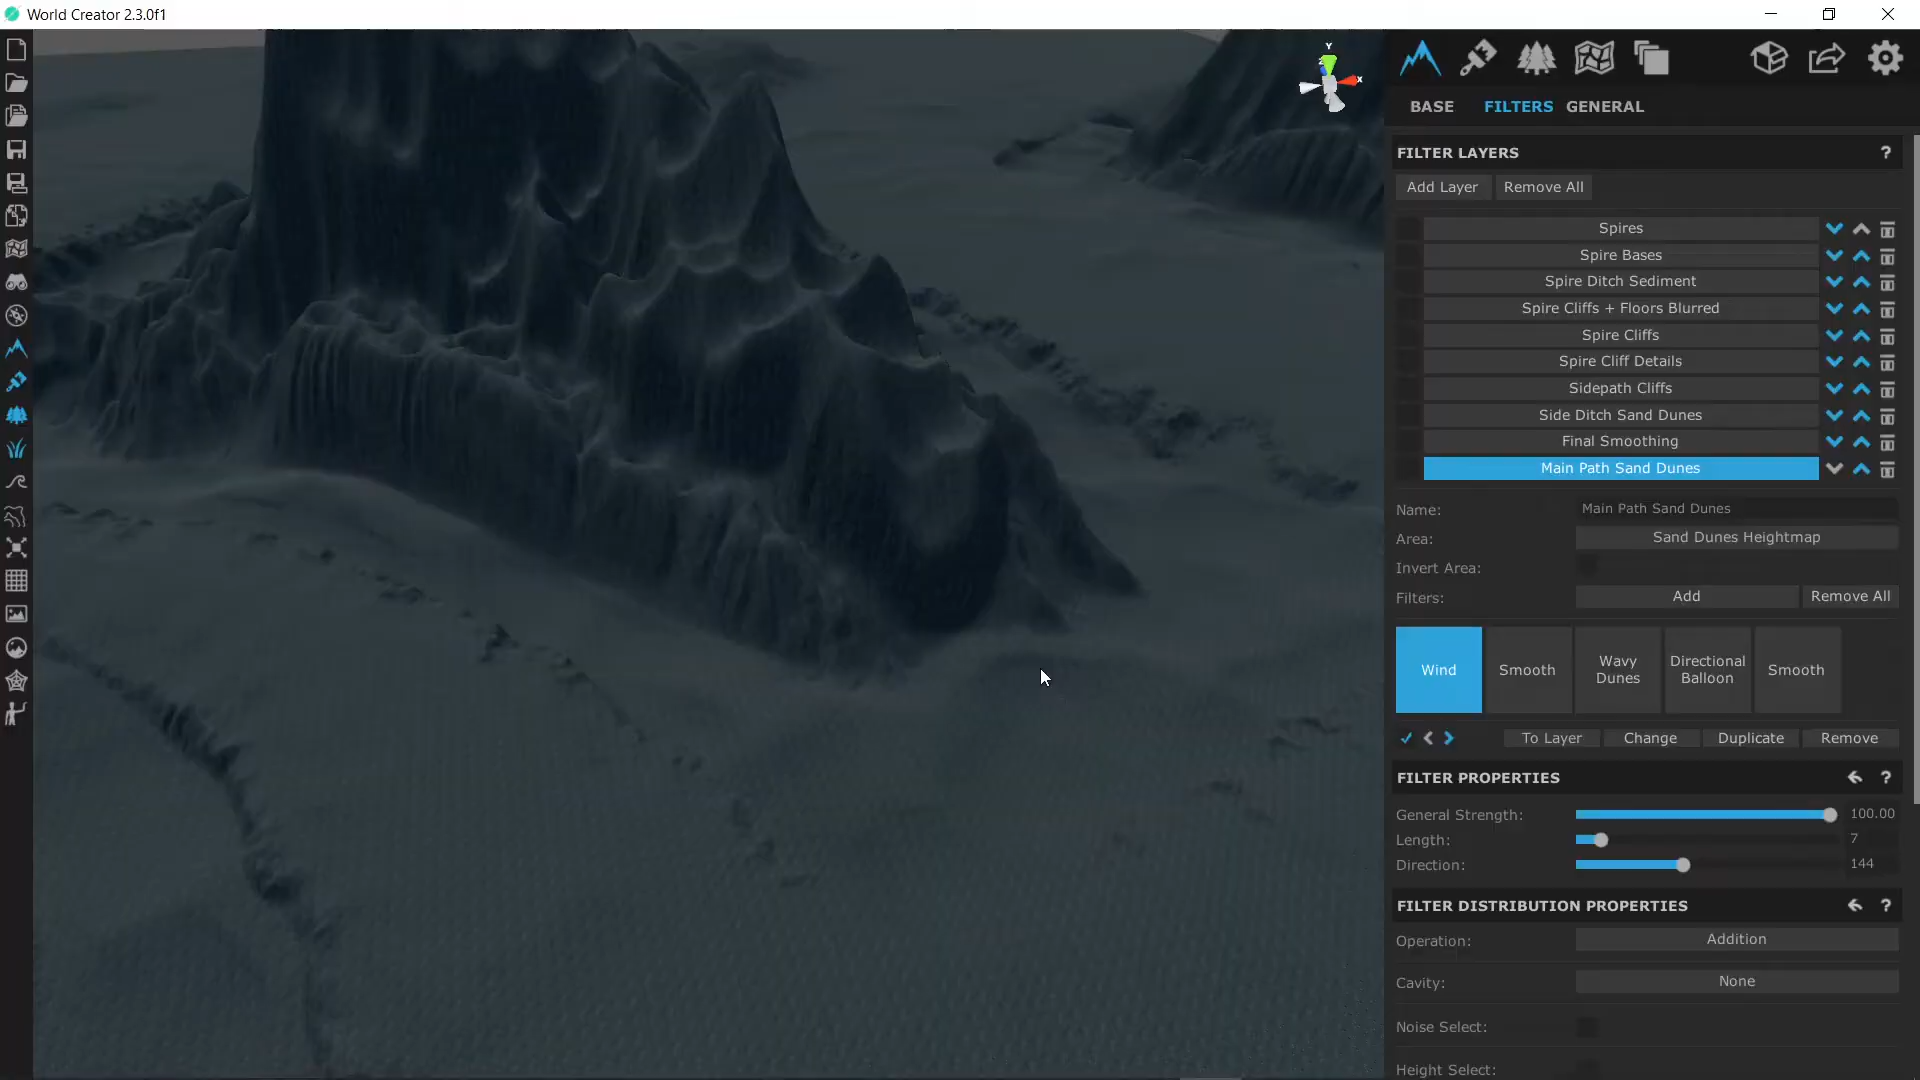 World Creator 2.3.0f1
Y
Z
X
BASE FILTERS GENERAL
FILTER LAYERS ?
Add Layer Remove All
Spires
Spire Bases
Spire Ditch Sediment
Spire Cliffs + Floors Blurred
Spire Cliffs
Spire Cliff Details
Sidepath Cliffs
Side Ditch Sand Dunes
Final Smoothing
Main Path Sand Dunes
Name: Main Path Sand Dunes
Area: Sand Dunes Heightmap
Invert Area:
Filters: Add Remove All
Wind Smooth Wavy Dunes Directional Balloon Smooth
To Layer Change Duplicate Remove
FILTER PROPERTIES ?
General Strength: 100.00
Length: 7
Direction: 144
FILTER DISTRIBUTION PROPERTIES ?
Operation: Addition
Cavity: None
Noise Select:
Height Select: